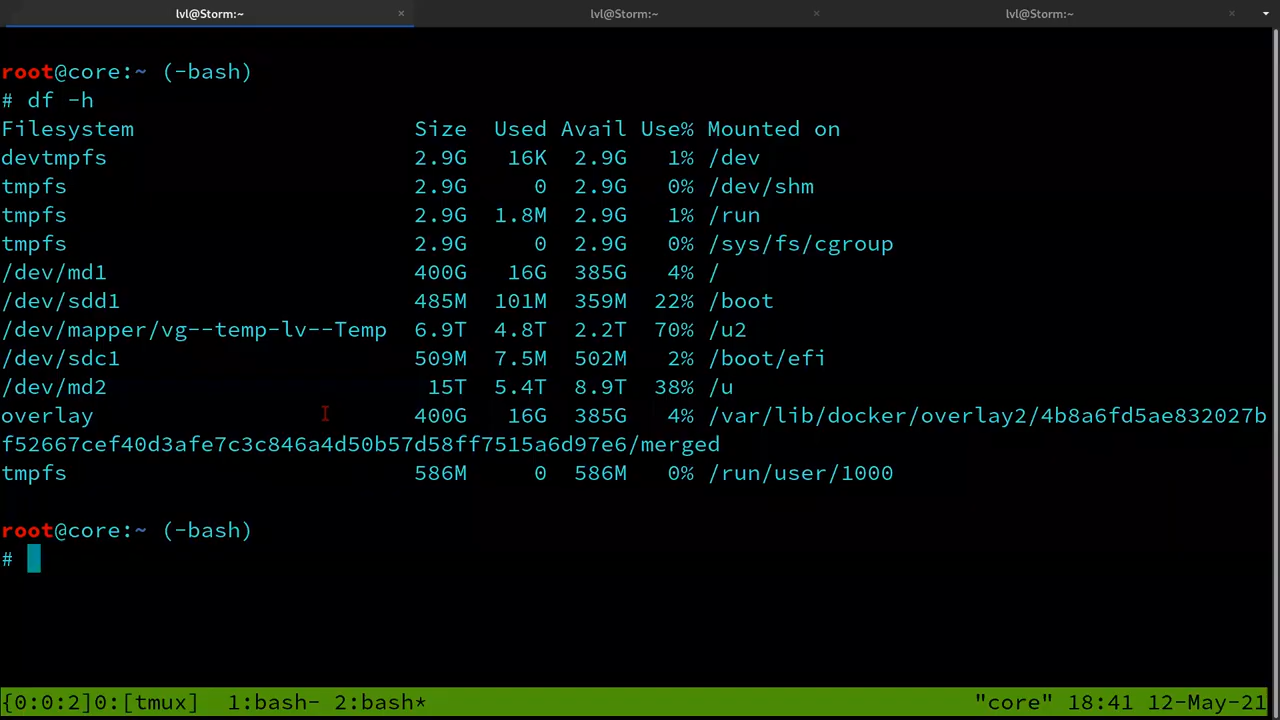 lvl@Storm:~ × lvl@Storm:~ × lvl@Storm:~ ×
root@core:~ (-bash)
# df -h
Filesystem Size Used Avail Use% Mounted on
devtmpfs 2.9G 16K 2.9G 1% /dev
tmpfs 2.9G 0 2.9G 0% /dev/shm
tmpfs 2.9G 1.8M 2.9G 1% /run
tmpfs 2.9G 0 2.9G 0% /sys/fs/cgroup
/dev/md1 400G 16G 385G 4% /
/dev/sdd1 485M 101M 359M 22% /boot
/dev/mapper/vg--temp-lv--Temp 6.9T 4.8T 2.2T 70% /u2
/dev/sdc1 509M 7.5M 502M 2% /boot/efi
/dev/md2 15T 5.4T 8.9T 38% /u
overlay 400G 16G 385G 4% /var/lib/docker/overlay2/4b8a6fd5ae832027b
f52667cef40d3afe7c3c846a4d50b57d58ff7515a6d97e6/merged
tmpfs 586M 0 586M 0% /run/user/1000
root@core:~ (-bash)
#
{0:0:2}0:[tmux] 1:bash- 2:bash* "core" 18:41 12-May-21